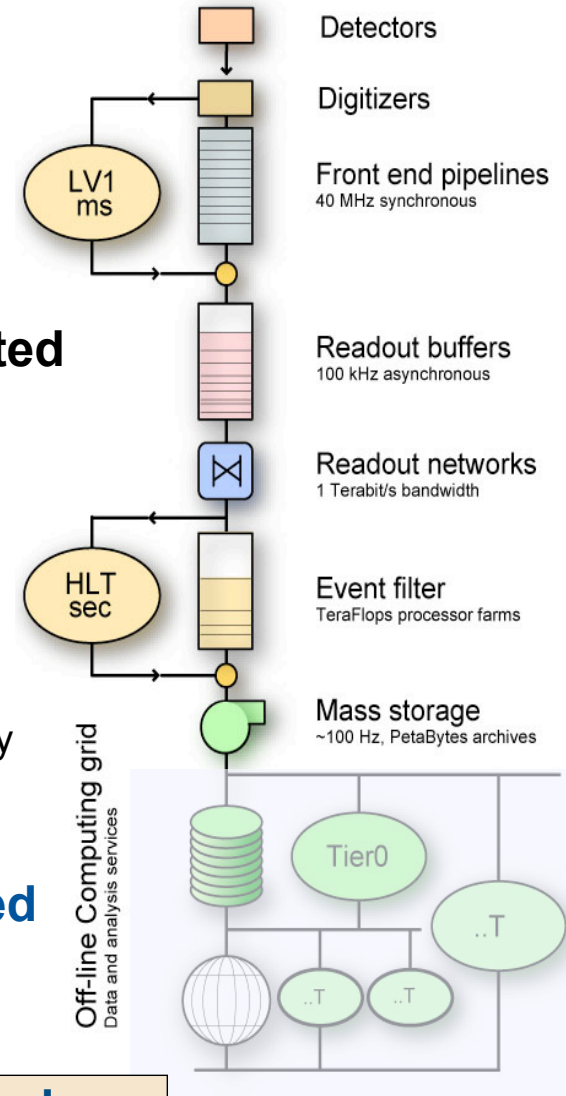 Detectors
Digitizers
LV1
ms
Front end pipelines
40 MHz synchronous
ted
Readout buffers
100 kHz asynchronous
Readout networks
1 Terabit/s bandwidth
HLT
sec
Event filter
TeraFlops processor farms
y
Mass storage
~100 Hz, PetaBytes archives
Off-line Computing grid
Data and analysis services
Tier0
ed
..T
..T
..T